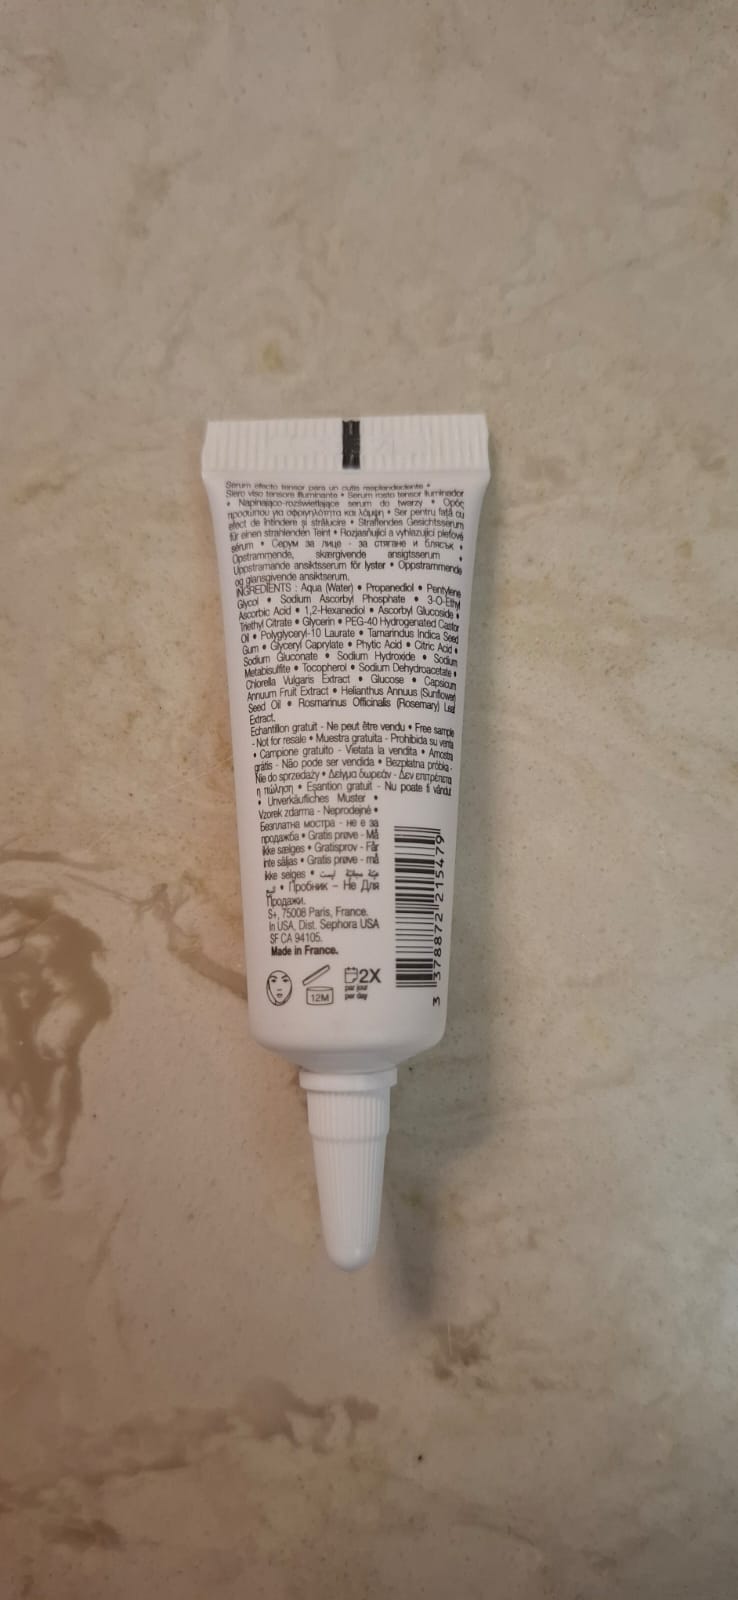 Serum efecto tensor para un cutis resplandeciente •
Siero viso tensore illuminante • Serum rosto tensor iluminador
• Napinająco-rozświetlające serum do twarzy • Ορός
προσώπου για σφριγηλότητα και λάμψη • Ser pentru față cu
efect de întindere și strălucire • Straffendes Gesichtsserum
für einen strahlenden Teint • Rozjasňující a vyhlazující pleťové
sérum • Серум за лице - за стягане и блясък •
Opstrammende, skærgivende ansigtsserum •
Uppstramande ansiktsserum för lyster • Oppstrammende
og glansgivende ansiktserum.
INGREDIENTS : Aqua (Water) • Propanediol • Pentylene
Glycol • Sodium Ascorbyl Phosphate • 3-O-Ethyl
Ascorbic Acid • 1,2-Hexanediol • Ascorbyl Glucoside •
Triethyl Citrate • Glycerin • PEG-40 Hydrogenated Castor
Oil • Polyglyceryl-10 Laurate • Tamarindus Indica Seed
Gum • Glyceryl Caprylate • Phytic Acid • Citric Acid •
Sodium Gluconate • Sodium Hydroxide • Sodium
Metabisulfite • Tocopherol • Sodium Dehydroacetate •
Chlorella Vulgaris Extract • Glucose • Capsicum
Annuum Fruit Extract • Helianthus Annuus (Sunflower)
Seed Oil • Rosmarinus Officinalis (Rosemary) Leaf
Extract.
Echantillon gratuit - Ne peut être vendu • Free sample
- Not for resale • Muestra gratuita - Prohibida su venta
• Campione gratuito - Vietata la vendita • Amostra
grátis - Não pode ser vendida • Bezpłatna próbka -
Nie do sprzedaży • Δείγμα δωρεάν - Δεν επιτρέπεται
η πώληση • Eșantion gratuit - Nu poate fi vândut
• Unverkäufliches Muster •
Vzorek zdarma - Neprodejné •
Безплатна мостра - не е за
продажба • Gratis prøve - Må
ikke sælges • Gratisprov - Får
inte säljas • Gratis prøve - må
ikke selges •
• Пробник – Не Для
Продажи.
S+, 75008 Paris, France.
In USA, Dist. Sephora USA
SF CA 94105.
Made in France.
12M
2X
par jour
per day
3 378872 215479